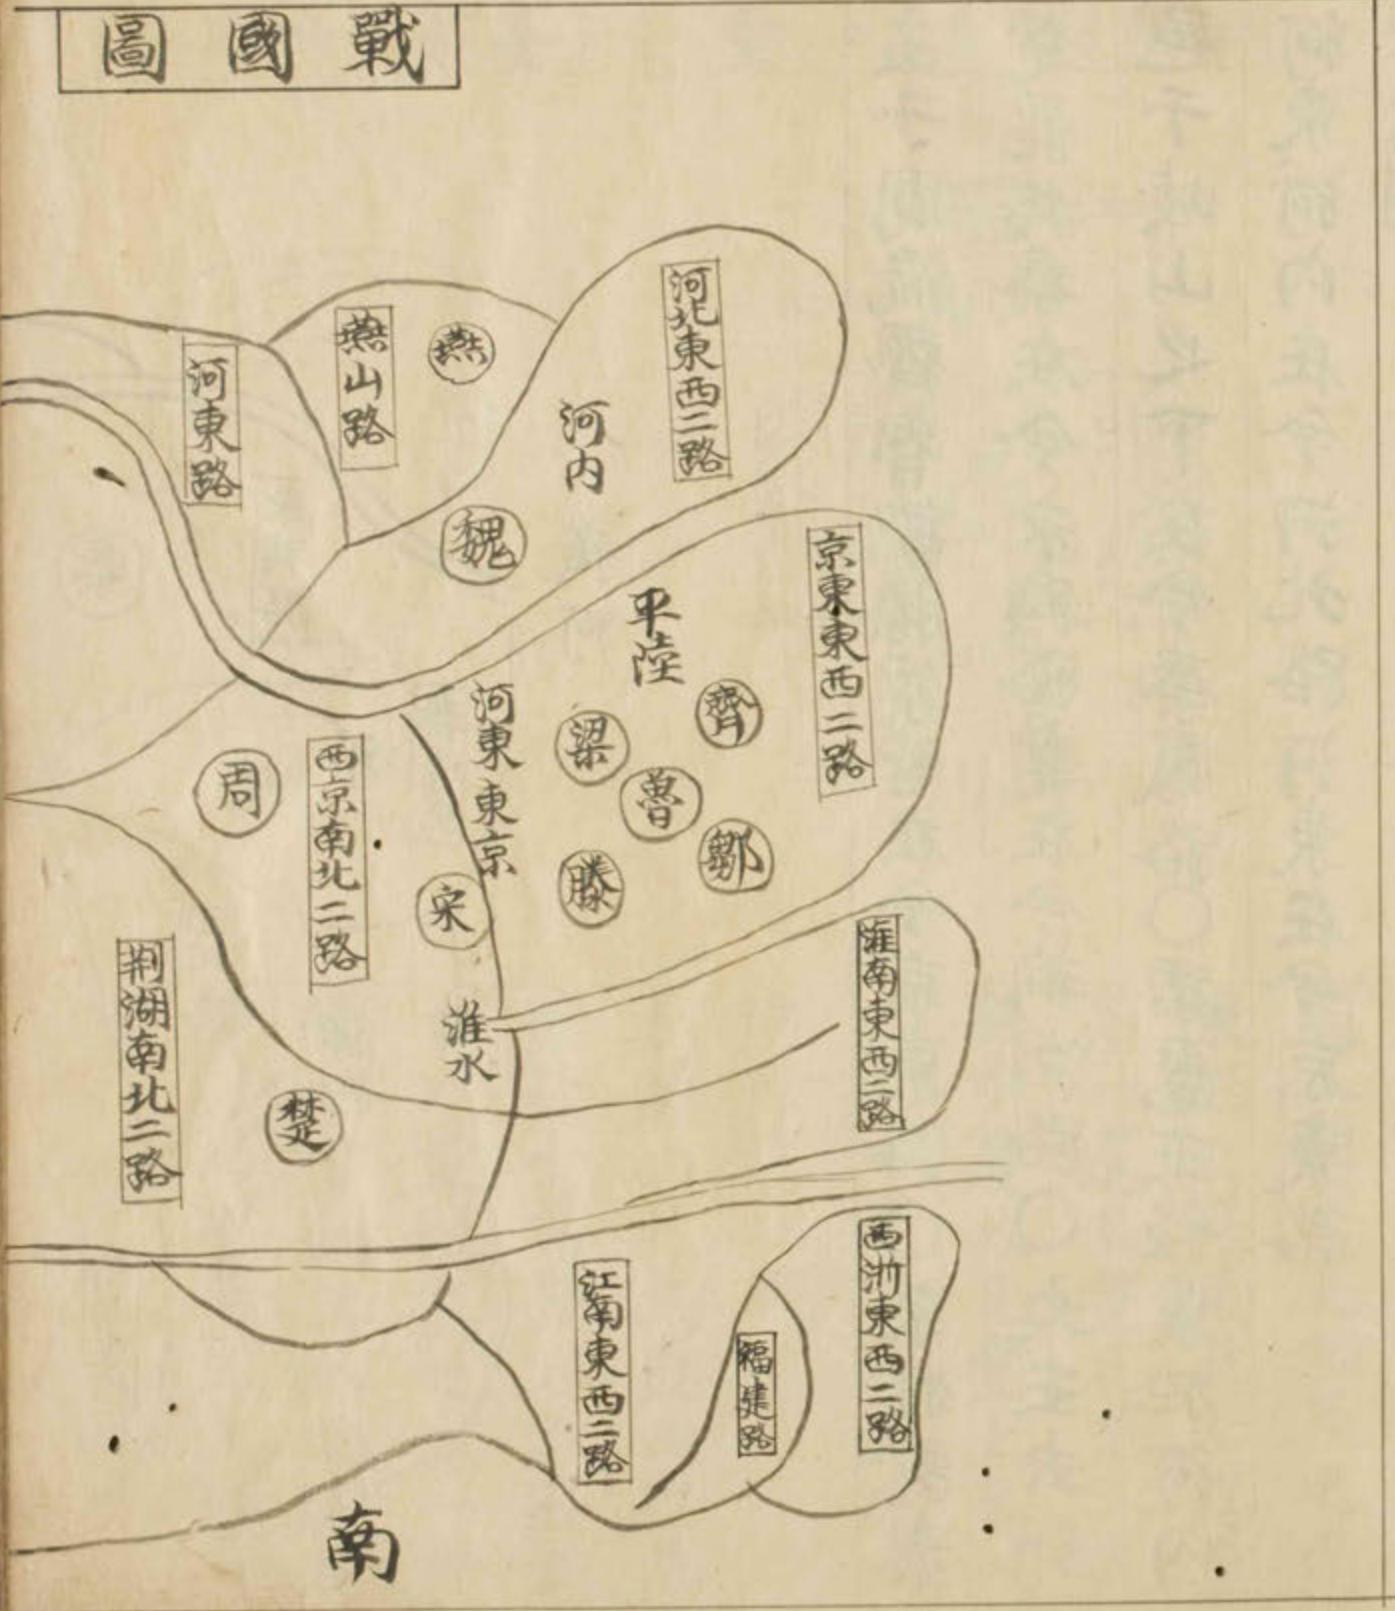 戰國圖
河北東西二路
河内
燕
燕山路
河東路
魏
京東東西二路
平陸
齊
梁
魯
鄒
滕
河東
東京
西京南北二路
周
宋
淮水
淮南東西二路
荆湖南北二路
楚
西浙東西二路
福建路
江南東西二路
南